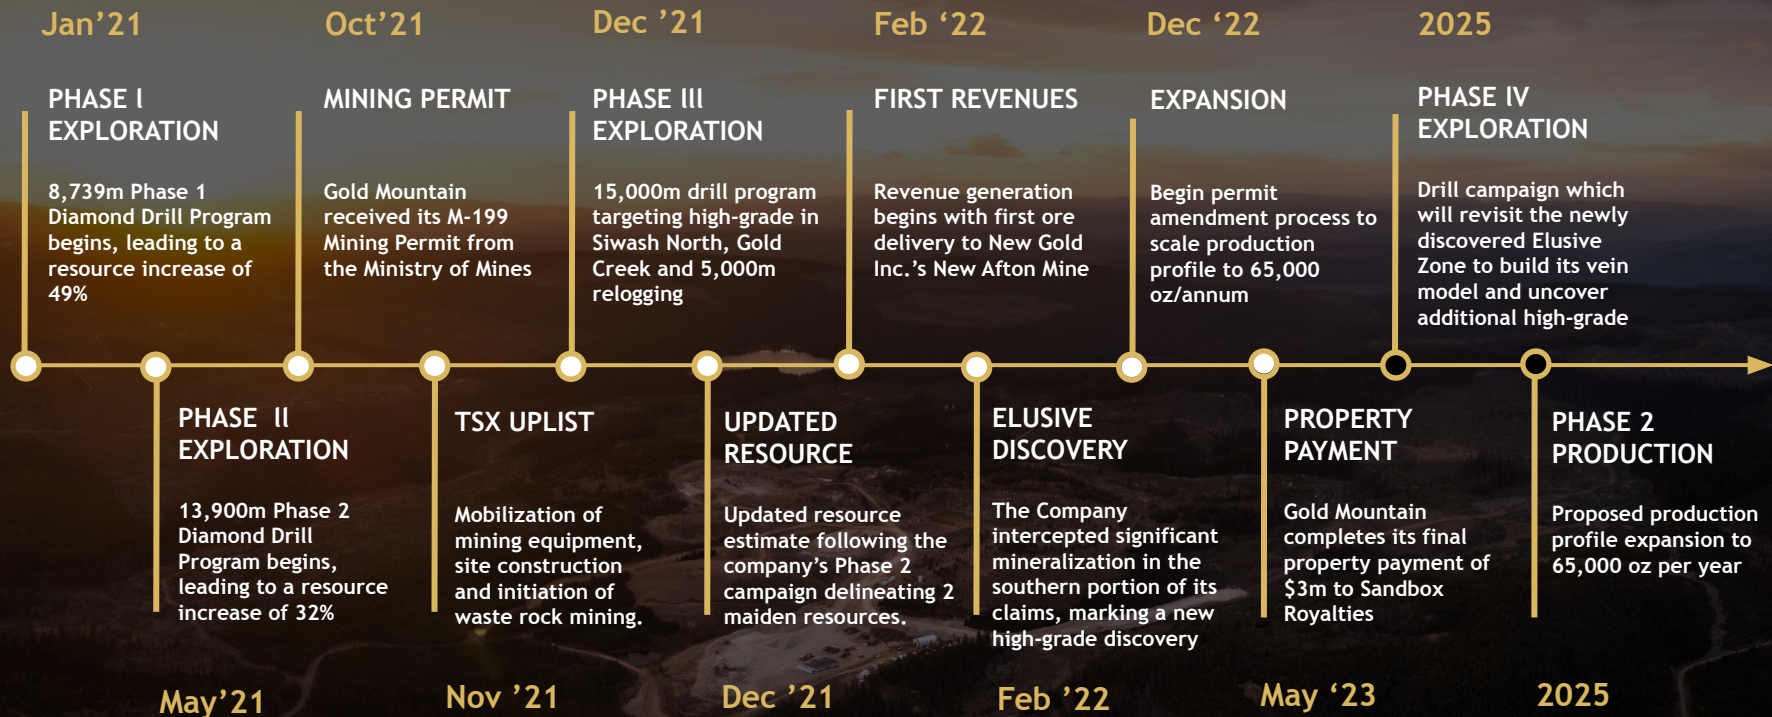 Jan’21
PHASE l
EXPLORATION
8,739m Phase 1
Diamond Drill Program
begins, leading to a
resource increase of
49%
Oct’21
MINING PERMIT
Gold Mountain
received its M-199
Mining Permit from
the Ministry of Mines
Dec ’21
PHASE lll
EXPLORATION
15,000m drill program
targeting high-grade in
Siwash North, Gold
Creek and 5,000m
relogging
Feb ‘22
FIRST REVENUES
Revenue generation
begins with first ore
delivery to New Gold
Inc.’s New Afton Mine
Dec ‘22
EXPANSION
Begin permit
amendment process to
scale production
profile to 65,000
oz/annum
2025
PHASE lV
EXPLORATION
Drill campaign which
will revisit the newly
discovered Elusive
Zone to build its vein
model and uncover
additional high-grade
PHASE ll
EXPLORATION
13,900m Phase 2
Diamond Drill
Program begins,
leading to a resource
increase of 32%
May’21
TSX UPLIST
Mobilization of
mining equipment,
site construction
and initiation of
waste rock mining.
Nov ’21
UPDATED
RESOURCE
Updated resource
estimate following the
company’s Phase 2
campaign delineating 2
maiden resources.
Dec ’21
ELUSIVE
DISCOVERY
The Company
intercepted significant
mineralization in the
southern portion of its
claims, marking a new
high-grade discovery
Feb ’22
PROPERTY
PAYMENT
Gold Mountain
completes its final
property payment of
$3m to Sandbox
Royalties
May ‘23
PHASE 2
PRODUCTION
Proposed production
profile expansion to
65,000 oz per year
2025